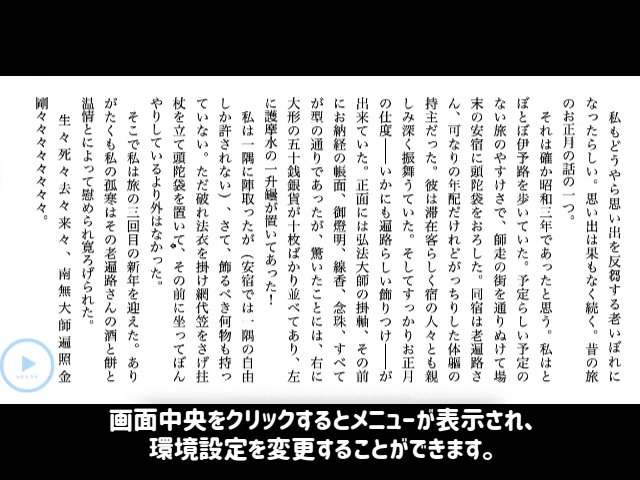 私もどうやら思い出を反芻する老いぼれに
なったらしい。思い出は果もなく続く。昔の旅
のお正月の話の一つ。
それは確か昭和三年であったと思う。私はと
ぼとぼ伊予路を歩いていた。予定らしい予定の
ない旅のやすけさで、師走の街を通りぬけて場
末の安宿に頭陀袋をおろした。同宿は老遍路さ
ん、可なりの年配だけれどがっちりした体躯の
持主だった。彼は滞在客らしく宿の人々とも親
しみ深く振舞うていた。そしてすっかりお正月
の仕度――いかにも遍路らしい飾りつけ――が
出来ていた。正面には弘法大師の掛軸、その前
にお納経の帳面、御燈明、線香、念珠、すべて
が型の通りであったが、驚いたことには、右に
大形の五十銭銀貨が十枚ばかり並べてあり、左
に護摩水の一升罎が置いてあった！
私は一隅に陣取ったが（安宿では一隅の自由
しか許されない）、さて、飾るべき何物も持っ
ていない。ただ破れ法衣を掛け網代笠をさげ拄
杖を立て頭陀袋を置いて、その前に坐ってぼん
やりしているより外はなかった。
そこで私は旅の三回目の新年を迎えた。あり
がたくも私の孤寒はその老遍路さんの酒と餅と
温情とによって慰められ寛ろげられた。
生々死々去々来々、南無大師遍照金
剛々々々々々々々。
画面中央をクリックするとメニューが表示され、
環境設定を変更することができます。